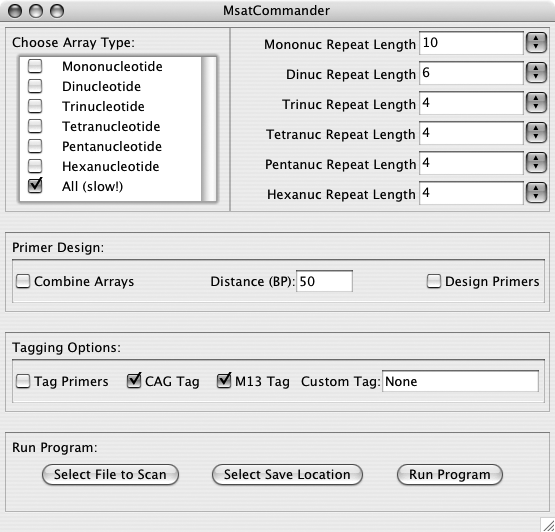 MsatCommander
Choose Array Type:
Mononucleotide
Dinucleotide
Trinucleotide
Tetranucleotide
Pentanucleotide
Hexanucleotide
All (slow!)
Mononuc Repeat Length 10
Dinuc Repeat Length 6
Trinuc Repeat Length 4
Tetranuc Repeat Length 4
Pentanuc Repeat Length 4
Hexanuc Repeat Length 4
Primer Design:
Combine Arrays Distance (BP): 50 Design Primers
Tagging Options:
Tag Primers CAG Tag M13 Tag Custom Tag: None
Run Program:
Select File to Scan Select Save Location Run Program